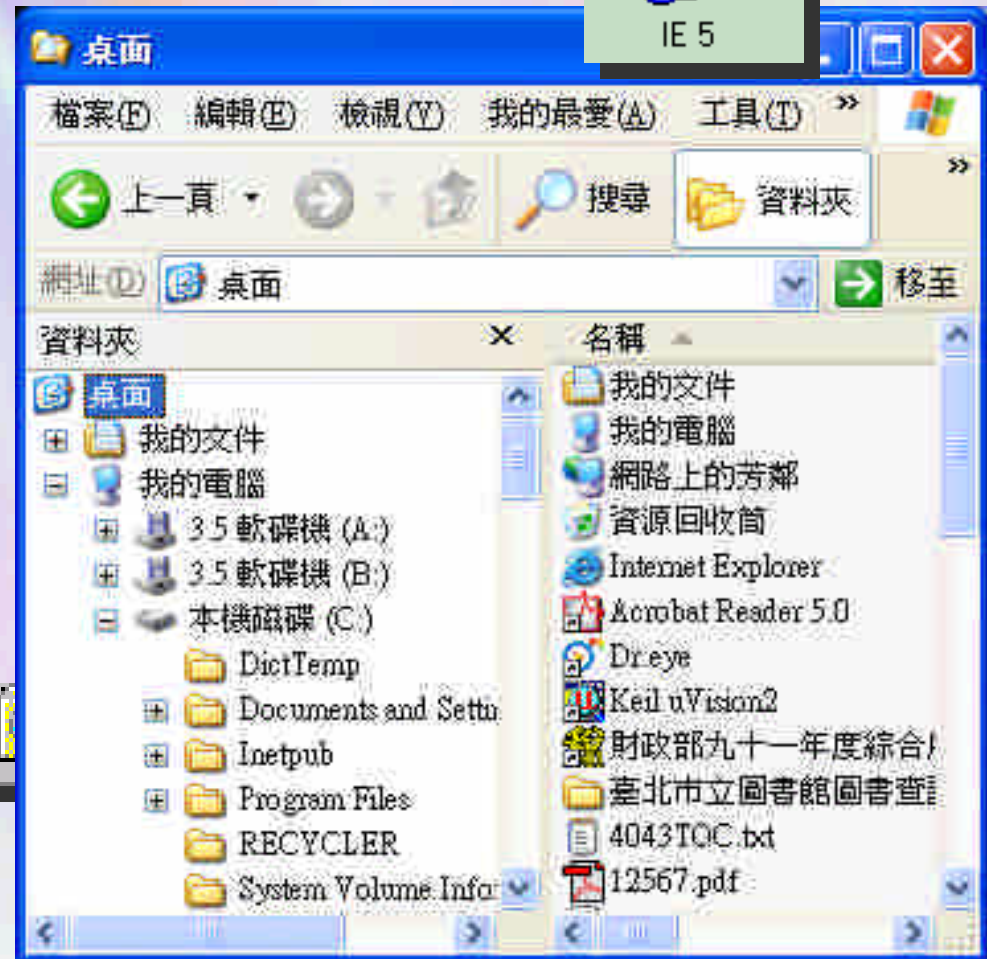 IE 5
桌面
檔案(F) 編輯(E) 檢視(V) 我的最愛(A) 工具(T) »
上一頁 搜尋 資料夾 »
網址(D) 桌面 移至
資料夾 × 名稱
桌面
我的文件
我的電腦
3.5 軟碟機 (A:)
3.5 軟碟機 (B:)
本機磁碟 (C:)
DictTemp
Documents and Settin
Inetpub
Program Files
RECYCLER
System Volume Infor
我的文件
我的電腦
網路上的芳鄰
資源回收筒
Internet Explorer
Acrobat Reader 5.0
Dr.eye
Keil uVision2
財政部九十一年度綜合
臺北市立圖書館圖書查
4043TOC.txt
12567.pdf